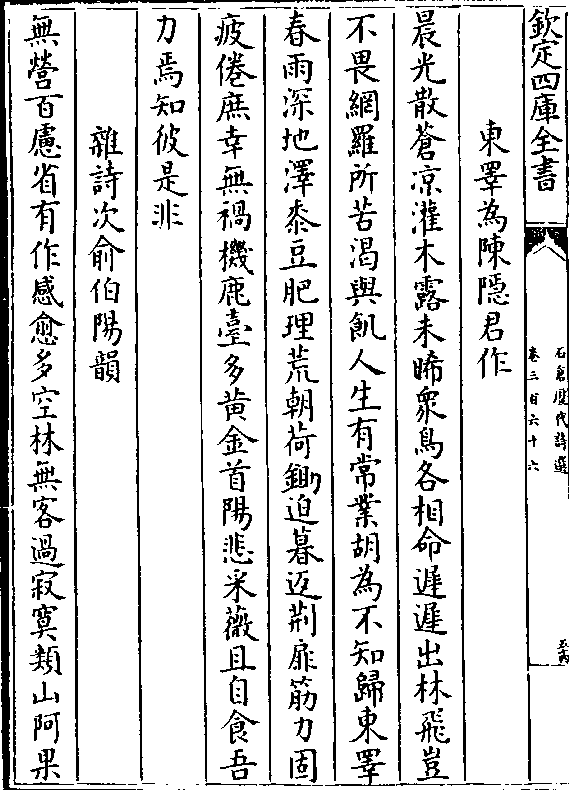 欽定四庫全書
石倉歷代詩選
卷三百六十六
東睪為陳隠君作
晨光散蒼凉灌木露未晞衆鳥各相命遲遲出林飛豈
不畏網羅所苦渴與飢人生有常業胡為不知歸東睪
春雨深地澤黍豆肥理荒朝荷鋤迫暮返荆扉筋力固
疲倦庶幸無禍機鹿臺多黄金首陽悲采薇且自食吾
力焉知彼是非
雜詩次俞伯陽韻
無營百慮省有作感愈多空林無客過寂寞類山阿果